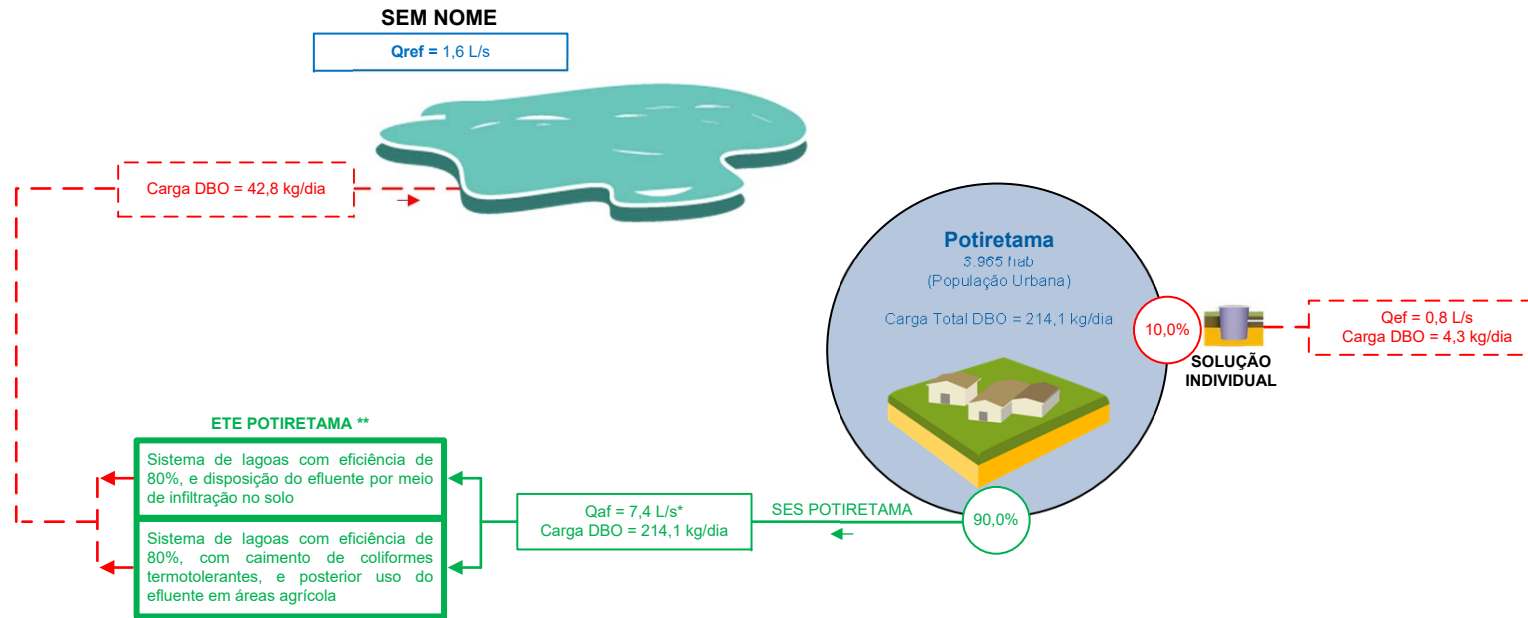 SEM NOME
Qref = 1,6 L/s
Carga DBO = 42,8 kg/dia
Potiretama
3.965 hab
(População Urbana)
Carga Total DBO = 214,1 kg/dia
10,0%
Qef = 0,8 L/s
Carga DBO = 4,3 kg/dia
SOLUÇÃO
INDIVIDUAL
ETE POTIRETAMA **
Sistema de lagoas com eficiência de
80%, e disposição do efluente por meio
de infiltração no solo
Qaf = 7,4 L/s*
Carga DBO = 214,1 kg/dia
SES POTIRETAMA
90,0%
Sistema de lagoas com eficiência de
80%, com caimento de coliformes
termotolerantes, e posterior uso do
efluente em áreas agrícola